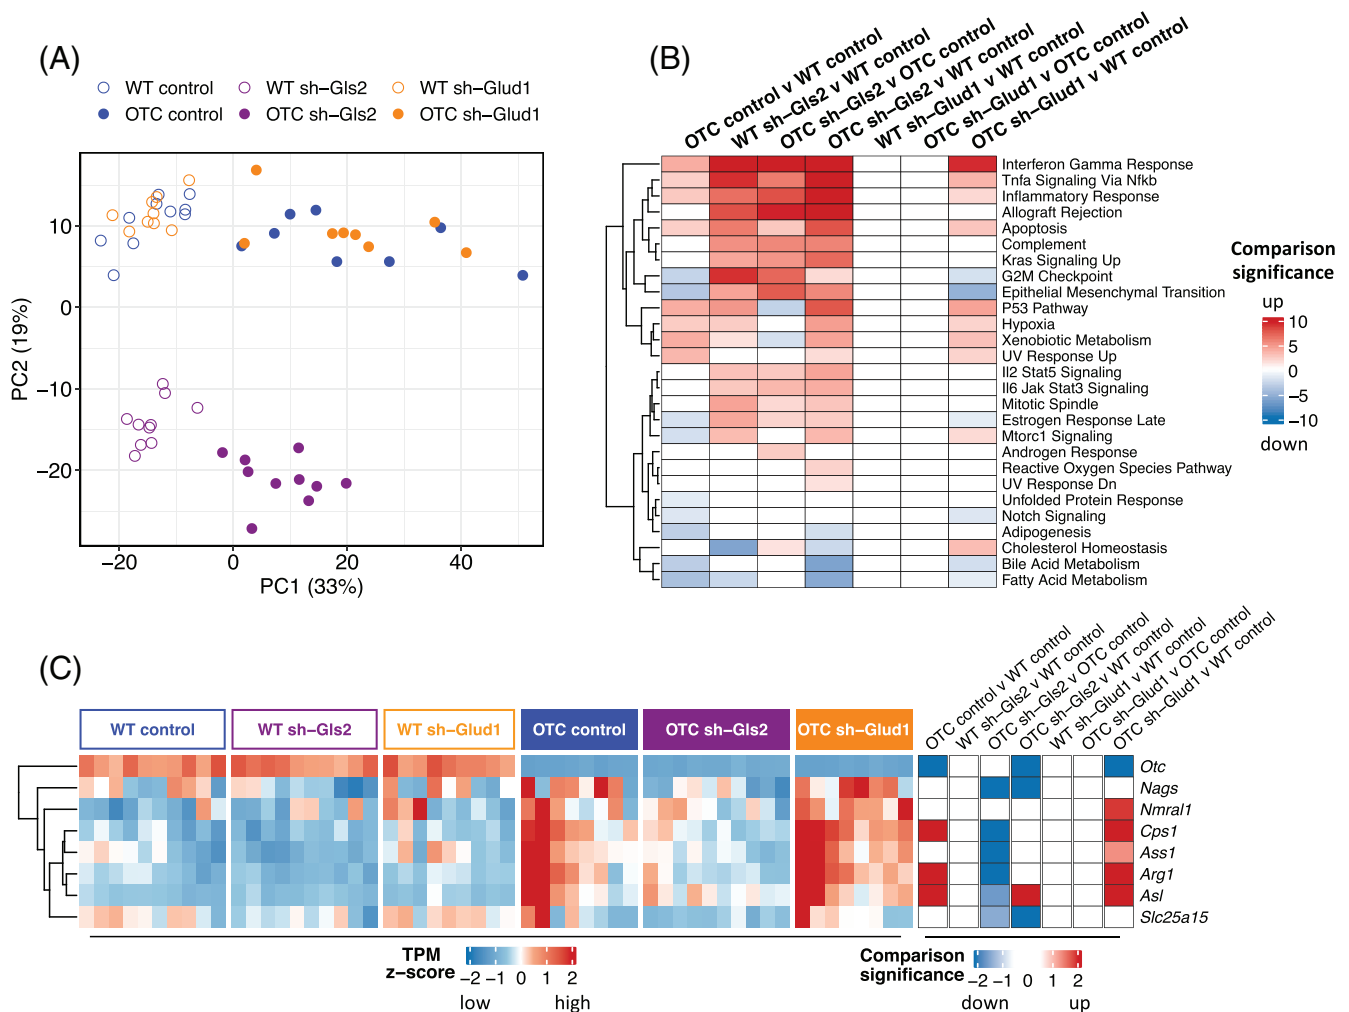 (A)
WT control
WT sh−Gls2
WT sh−Glud1
OTC control
OTC sh−Gls2
OTC sh−Glud1
10
0
−10
−20
PC2 (19%)
−20
0
20
40
PC1 (33%)
(B)
OTC control v WT control
WT sh−Gls2 v WT control
OTC sh−Gls2 v OTC control
OTC sh−Gls2 v WT control
WT sh−Glud1 v WT control
OTC sh−Glud1 v OTC control
OTC sh−Glud1 v WT control
Interferon Gamma Response
Tnfa Signaling Via Nfkb
Inflammatory Response
Allograft Rejection
Apoptosis
Complement
Kras Signaling Up
G2M Checkpoint
Epithelial Mesenchymal Transition
P53 Pathway
Hypoxia
Xenobiotic Metabolism
UV Response Up
Il2 Stat5 Signaling
Il6 Jak Stat3 Signaling
Mitotic Spindle
Estrogen Response Late
Mtorc1 Signaling
Androgen Response
Reactive Oxygen Species Pathway
UV Response Dn
Unfolded Protein Response
Notch Signaling
Adipogenesis
Cholesterol Homeostasis
Bile Acid Metabolism
Fatty Acid Metabolism
Comparison
significance
up
10
5
0
−5
−10
down
(C)
WT control
WT sh−Gls2
WT sh−Glud1
OTC control
OTC sh−Gls2
OTC sh−Glud1
OTC control v WT control
WT sh−Gls2 v WT control
OTC sh−Gls2 v OTC control
OTC sh−Gls2 v WT control
WT sh−Glud1 v WT control
OTC sh−Glud1 v OTC control
OTC sh−Glud1 v WT control
Otc
Nags
Nmral1
Cps1
Ass1
Arg1
Asl
Slc25a15
TPM
z−score
−2 −1 0 1 2
low high
Comparison
significance
−2 −1 0 1 2
down up